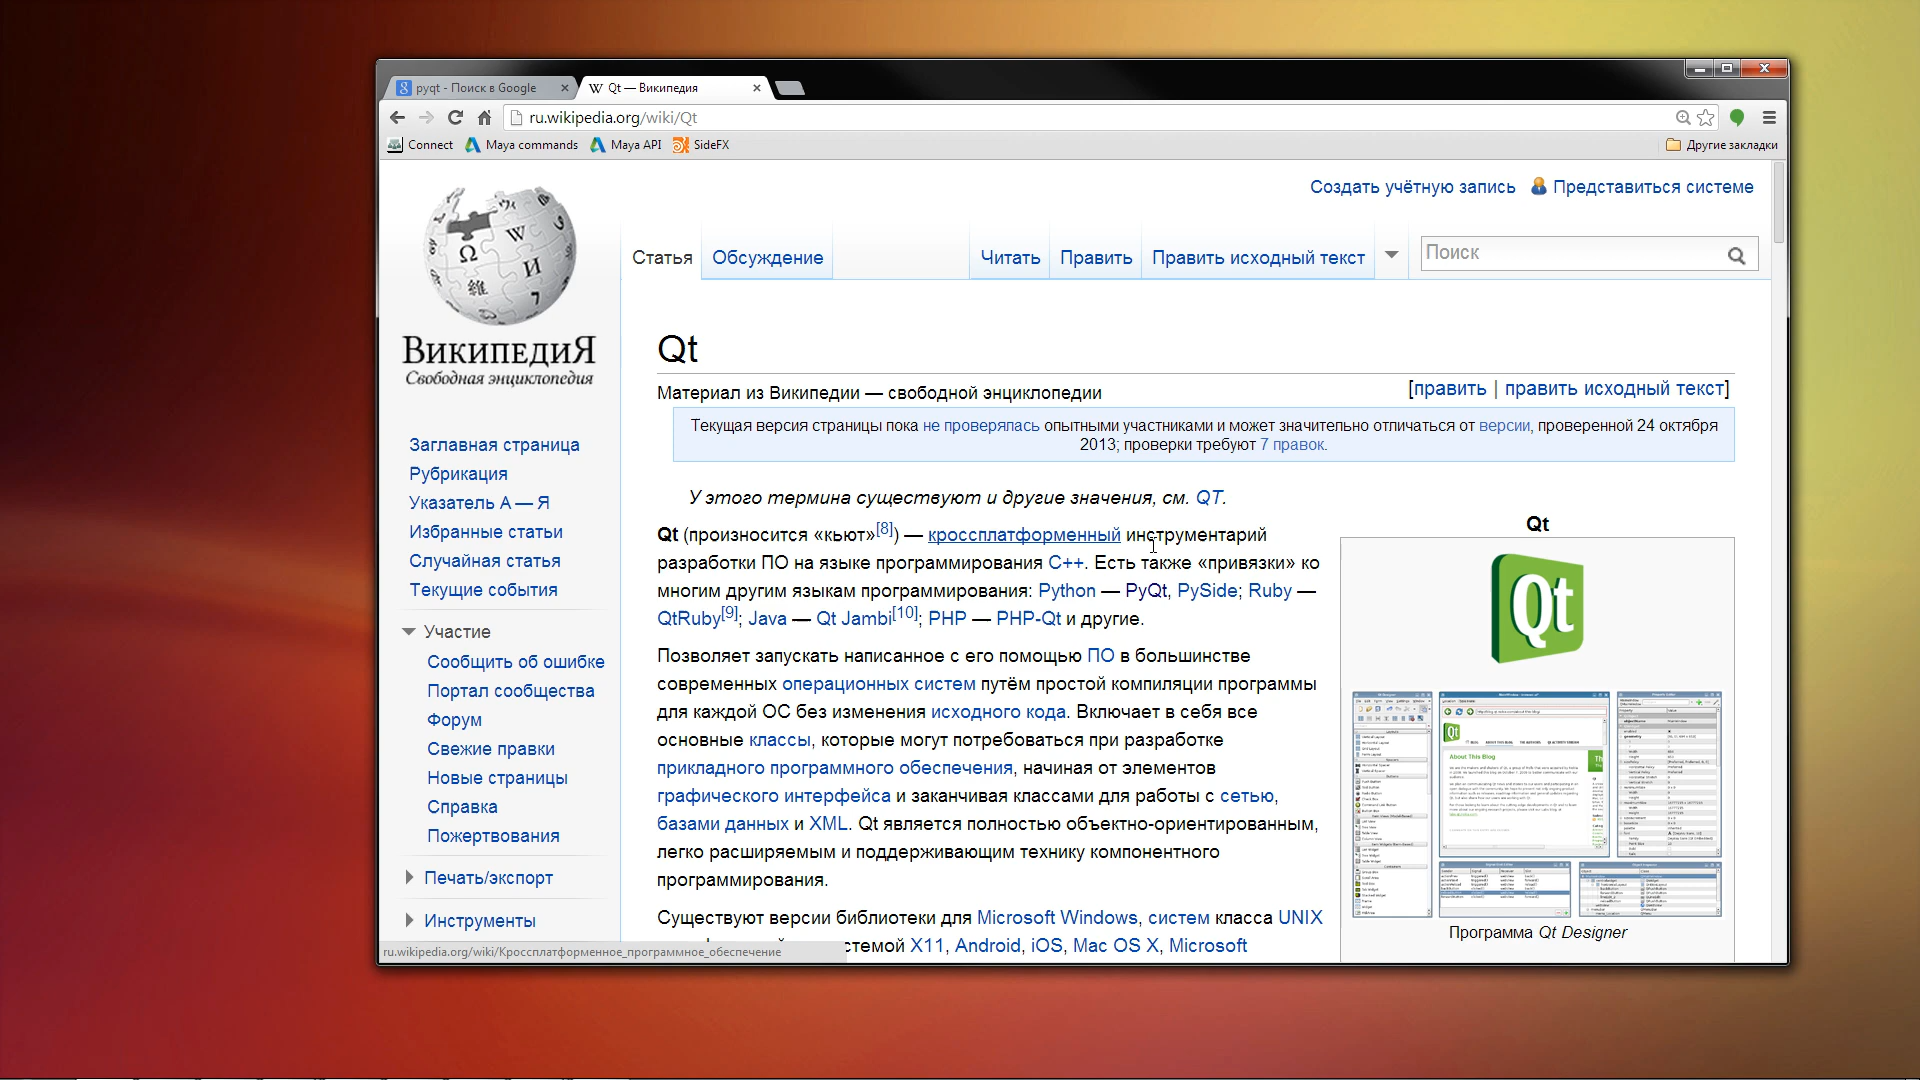 pyqt - Поиск в Google
Qt — Википедия
ru.wikipedia.org/wiki/Qt
Connect
Maya commands
Maya API
SideFX
Другие закладки
Создать учётную запись
Представиться системе
Статья
Обсуждение
Читать
Править
Править исходный текст
Поиск
ВикипедиЯ
Свободная энциклопедия
Qt
Материал из Википедии — свободной энциклопедии
[править | править исходный текст]
Текущая версия страницы пока не проверялась опытными участниками и может значительно отличаться от версии, проверенной 24 октября
2013; проверки требуют 7 правок.
Заглавная страница
Рубрикация
Указатель А — Я
Избранные статьи
Случайная статья
Текущие события
Участие
Сообщить об ошибке
Портал сообщества
Форум
Свежие правки
Новые страницы
Справка
Пожертвования
Печать/экспорт
Инструменты
У этого термина существуют и другие значения, см. QT.
Qt (произносится «кьют»[8]) — кроссплатформенный инструментарий
разработки ПО на языке программирования C++. Есть также «привязки» ко
многим другим языкам программирования: Python — PyQt, PySide; Ruby —
QtRuby[9]; Java — Qt Jambi[10]; PHP — PHP-Qt и другие.
Позволяет запускать написанное с его помощью ПО в большинстве
современных операционных систем путём простой компиляции программы
для каждой ОС без изменения исходного кода. Включает в себя все
основные классы, которые могут потребоваться при разработке
прикладного программного обеспечения, начиная от элементов
графического интерфейса и заканчивая классами для работы с сетью,
базами данных и XML. Qt является полностью объектно-ориентированным,
легко расширяемым и поддерживающим технику компонентного
программирования.
Существуют версии библиотеки для Microsoft Windows, систем класса UNIX
X11, Android, iOS, Mac OS X, Microsoft
Qt
Qt
About This Blog
Программа Qt Designer
ru.wikipedia.org/wiki/Кроссплатформенное_программное_обеспечение